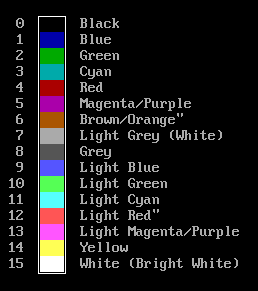 0 Black
1 Blue
2 Green
3 Cyan
4 Red
5 Magenta/Purple
6 Brown/Orange"
7 Light Grey (White)
8 Grey
9 Light Blue
10 Light Green
11 Light Cyan
12 Light Red"
13 Light Magenta/Purple
14 Yellow
15 White (Bright White)